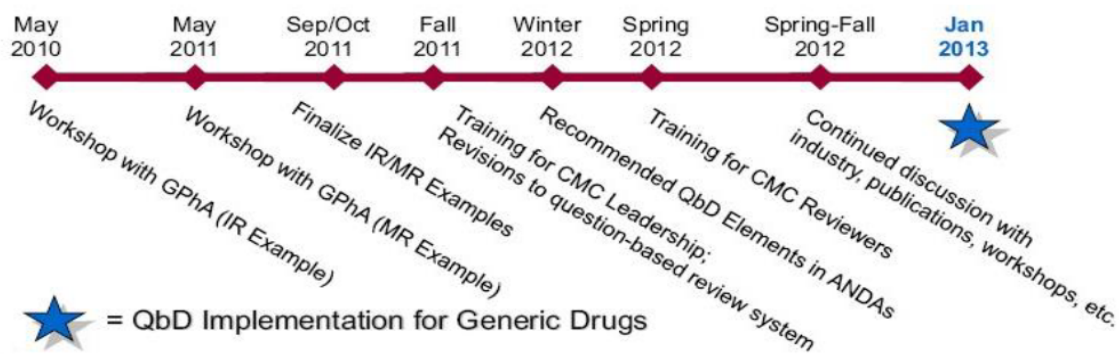 May
2010
May
2011
Sep/Oct
2011
Fall
2011
Winter
2012
Spring
2012
Spring-Fall
2012
Jan
2013
Workshop with GPhA (IR Example)
Workshop with GPhA (MR Example)
Finalize IR/MR Examples
Training for CMC Leadership;
Revisions to question-based review system
Recommended QbD Elements in ANDAs
Training for CMC Reviewers
Continued discussion with
industry, publications, workshops, etc.
= QbD Implementation for Generic Drugs